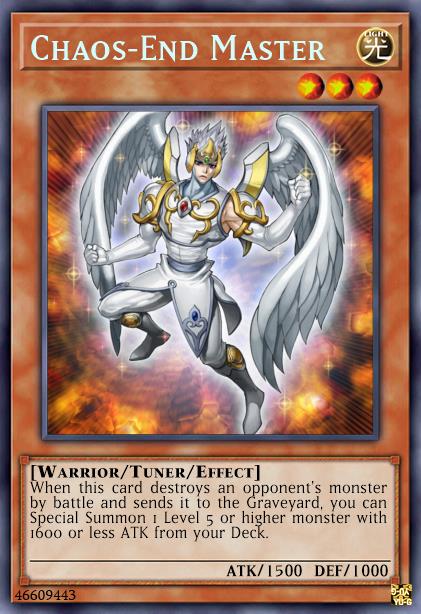 CHAOS-END MASTER
LIGHT
光
[WARRIOR/TUNER/EFFECT]
When this card destroys an opponent's monster
by battle and sends it to the Graveyard, you can
Special Summon 1 Level 5 or higher monster with
1600 or less ATK from your Deck.
ATK/1500 DEF/1000
46609443